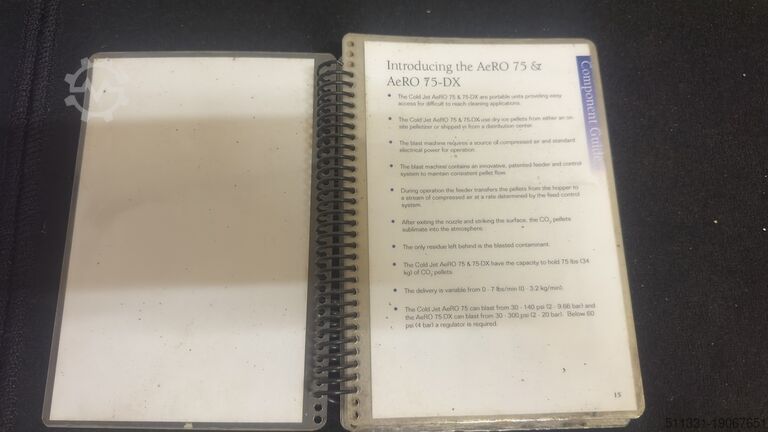 Introducing the AeRO 75 &
AeRO 75-DX
• The Cold Jet AeRO 75 & 75-DX are portable units providing easy
access for difficult to reach cleaning applications.
• The Cold Jet AeRO 75 & 75-DX use dry ice pellets from either an on
site pelletizer or shipped in from a distribution center.
• The blast machine requires a source of compressed air and standard
electrical power for operation.
• The blast machine contains an innovative, patented feeder and control
system to maintain consistent pellet flow.
• During operation the feeder transfers the pellets from the hopper to
a stream of compressed air at a rate determined by the feed control
system.
• After exiting the nozzle and striking the surface, the CO₂ pellets
sublimate into the atmosphere.
• The only residue left behind is the blasted contaminant.
• The Cold Jet AeRO 75 & 75-DX have the capacity to hold 75 lbs (34
kg) of CO₂ pellets.
• The delivery is variable from 0 - 7 lbs/min (0 - 3.2 kg/min).
• The Cold Jet AeRO 75 can blast from 30 - 140 psi (2 - 9.66 bar) and
the AeRO 75-DX can blast from 30 - 300 psi (2 - 20 bar). Below 60
psi (4 bar) a regulator is required.
Component Guide
15
511331-19067651